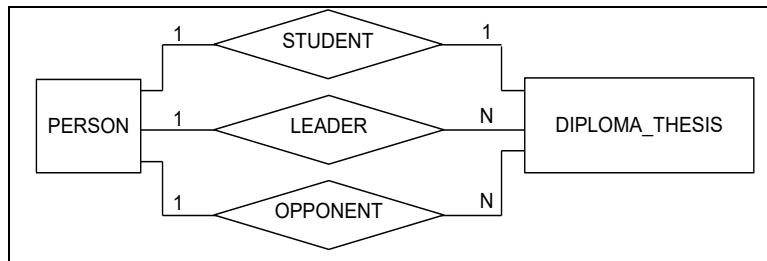 1 STUDENT 1
PERSON 1 LEADER N DIPLOMA_THESIS
1 OPPONENT N